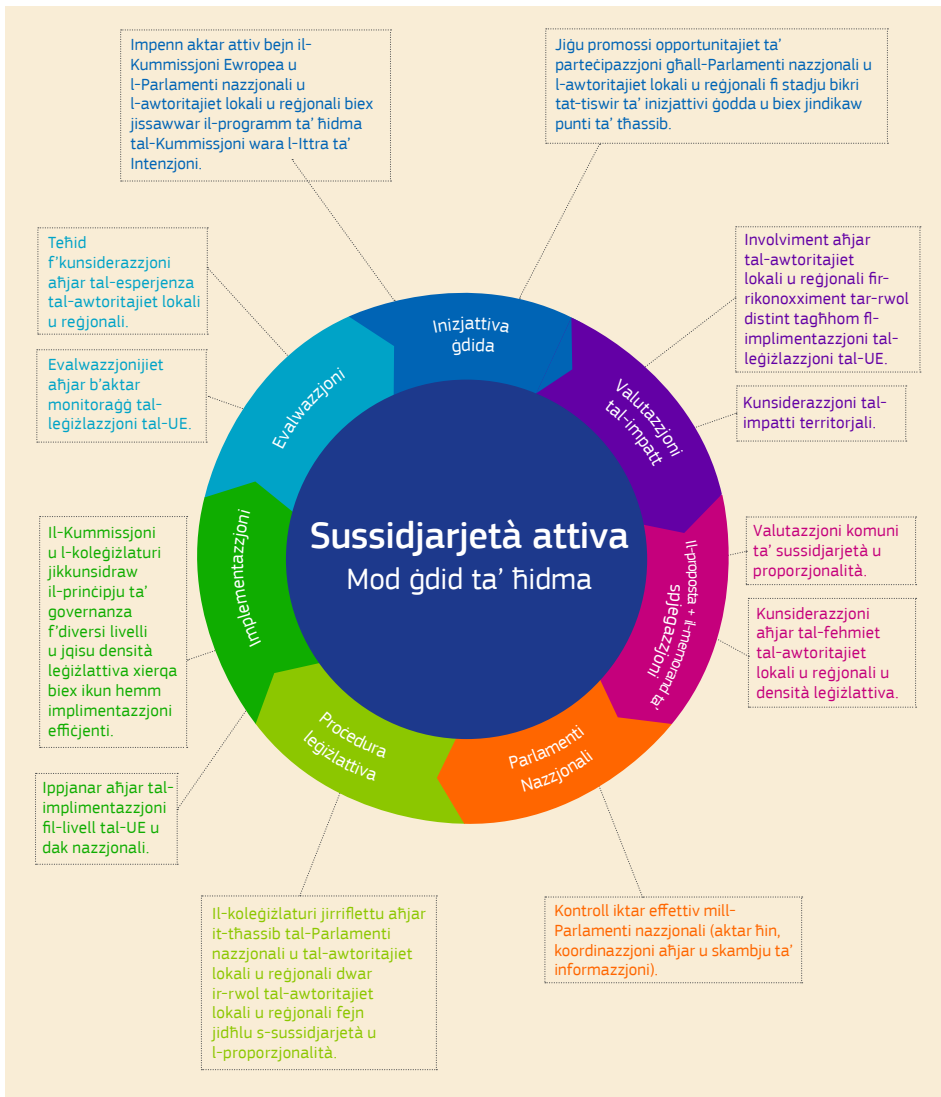 Impenn aktar attiv bejn il-
Kummissjoni Ewropea u
l-Parlamenti nazzjonali u
l-awtoritajiet lokali u reġjonali biex
jissawwar il-programm ta’ ħidma
tal-Kummissjoni wara l-Ittra ta’
Intenzjoni.
Jiġu promossi opportunitajiet ta’
parteċipazzjoni għall-Parlamenti nazzjonali u
l-awtoritajiet lokali u reġjonali fi stadju bikri
tat-tiswir ta’ inizjattivi ġodda u biex jindikaw
punti ta’ tħassib.
Teħid
f’kunsiderazzjoni
aħjar tal-esperjenza
tal-awtoritajiet lokali
u reġjonali.
Evalwazzjonijiet
aħjar b’aktar
monitoraġġ tal-
leġiżlazzjoni tal-UE.
Involviment aħjar
tal-awtoritajiet
lokali u reġjonali fir-
rikonoxximent tar-rwol
distint tagħhom fl-
implimentazzjoni tal-
leġiżlazzjoni tal-UE.
Kunsiderazzjoni tal-
impatti territorjali.
Inizjattiva
ġdida
Valutazzjoni
tal-impatt
Il-proposta + il-memorand ta’
spjegazzjoni
Parlamenti
Nazzjonali
Proċedura
leġiżlattiva
Implementazzjoni
Evalwazzjoni
Sussidjarjetà attiva
Mod ġdid ta’ ħidma
Il-Kummissjoni
u l-koleġiżlaturi
jikkunsidraw
il-prinċipju ta’
governanza
f’diversi livelli
u jqisu densità
leġiżlattiva xierqa
biex ikun hemm
implimentazzjoni
effiċjenti.
Ippjanar aħjar tal-
implimentazzjoni
fil-livell tal-UE u
dak nazzjonali.
Valutazzjoni komuni
ta’ sussidjarjetà u
proporzjonalità.
Kunsiderazzjoni
aħjar tal-fehmiet
tal-awtoritajiet
lokali u reġjonali u
densità leġiżlattiva.
Il-koleġiżlaturi jirriflettu aħjar
it-tħassib tal-Parlamenti
nazzjonali u tal-awtoritajiet
lokali u reġjonali dwar
ir-rwol tal-awtoritajiet
lokali u reġjonali fejn
jidħlu s-sussidjarjetà u
l-proporzjonalità.
Kontroll iktar effettiv mill-
Parlamenti nazzjonali (aktar ħin,
koordinazzjoni aħjar u skambju ta’
informazzjoni).